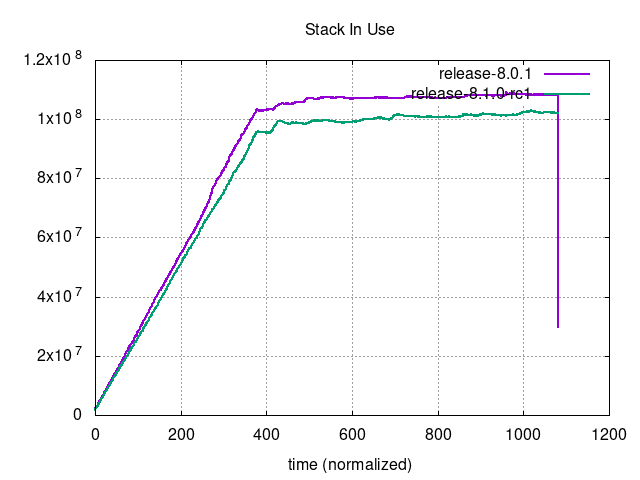 Stack In Use
1.2x10^8
1x10^8
8x10^7
6x10^7
4x10^7
2x10^7
0
release-8.0.1
release-8.1.0-rc1
0 200 400 600 800 1000 1200
time (normalized)